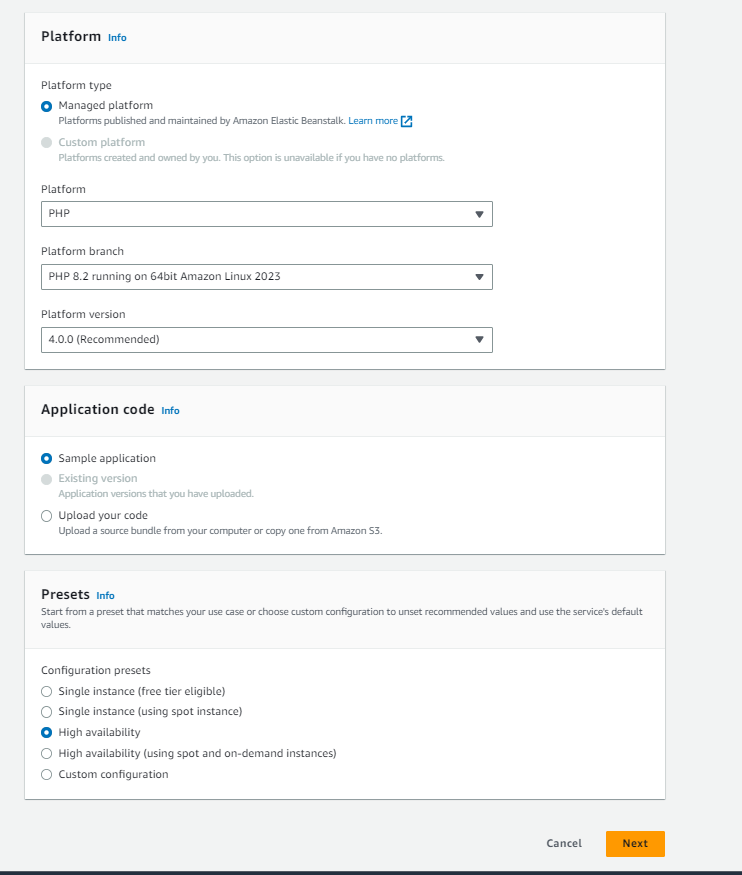 Platform Info
Platform type
Managed platform
Platforms published and maintained by Amazon Elastic Beanstalk. Learn more
Custom platform
Platforms created and owned by you. This option is unavailable if you have no platforms.
Platform
PHP
Platform branch
PHP 8.2 running on 64bit Amazon Linux 2023
Platform version
4.0.0 (Recommended)
Application code Info
Sample application
Existing version
Application versions that you have uploaded.
Upload your code
Upload a source bundle from your computer or copy one from Amazon S3.
Presets Info
Start from a preset that matches your use case or choose custom configuration to unset recommended values and use the service's default
values.
Configuration presets
Single instance (free tier eligible)
Single instance (using spot instance)
High availability
High availability (using spot and on-demand instances)
Custom configuration
Cancel Next